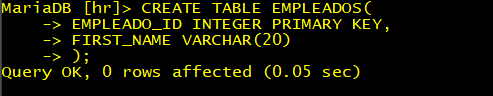 MariaDB [hr]> CREATE TABLE EMPLEADOS(
    -> EMPLEADO_ID INTEGER PRIMARY KEY,
    -> FIRST_NAME VARCHAR(20)
    -> );
Query OK, 0 rows affected (0.05 sec)